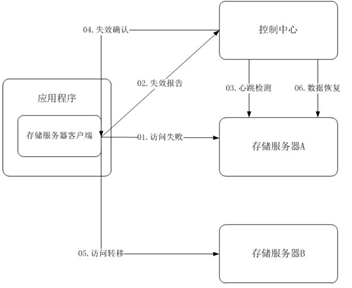 04.失效确认
控制中心
02.失效报告
03.心跳检测
06.数据恢复
应用程序
存储服务器客户端
01.访问失败
存储服务器A
05.访问转移
存储服务器B